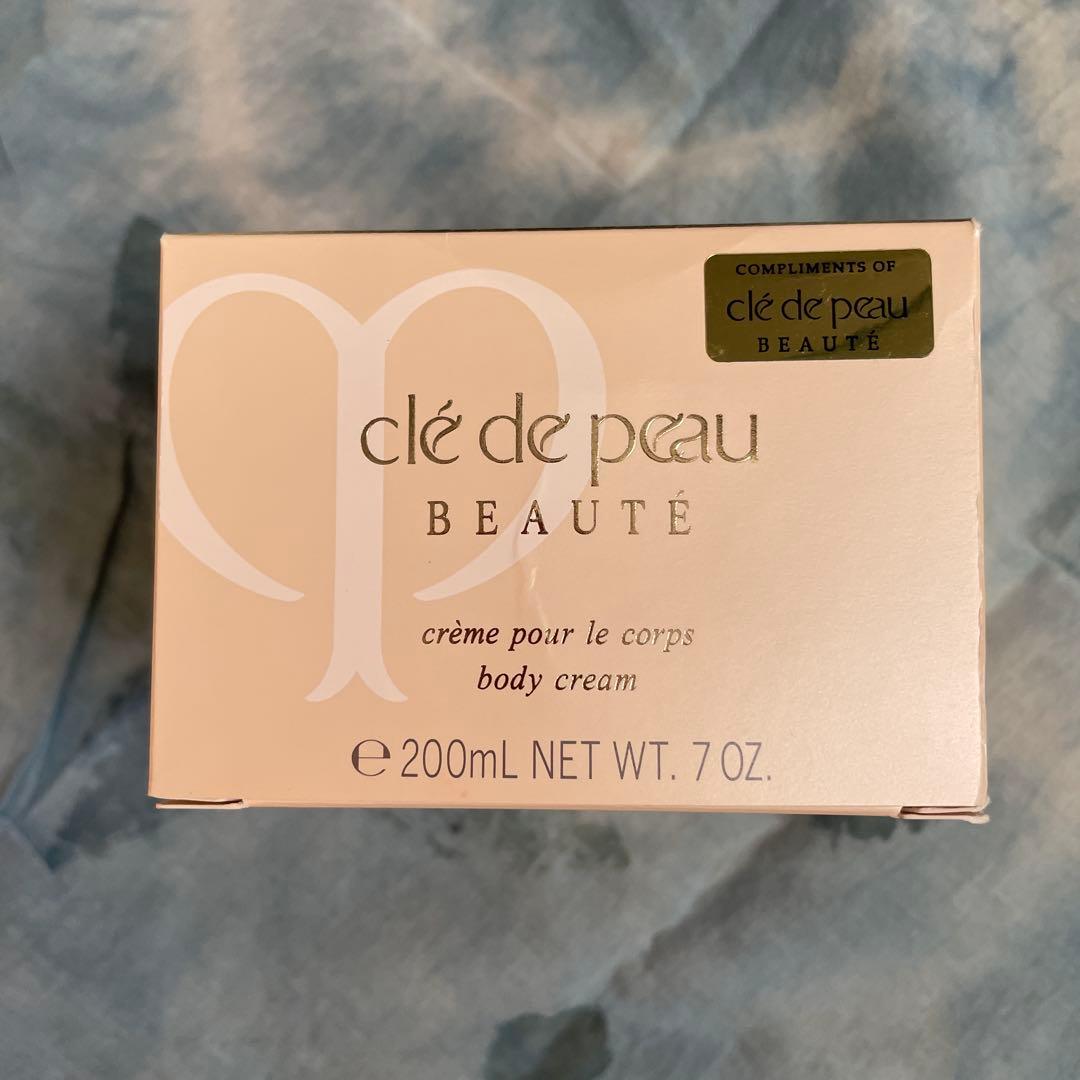 COMPLIMENTS OF
clé de peau
BEAUTÉ
clé de peau
BEAUTÉ
crème pour le corps
body cream
℮ 200mL NET WT. 7 OZ.